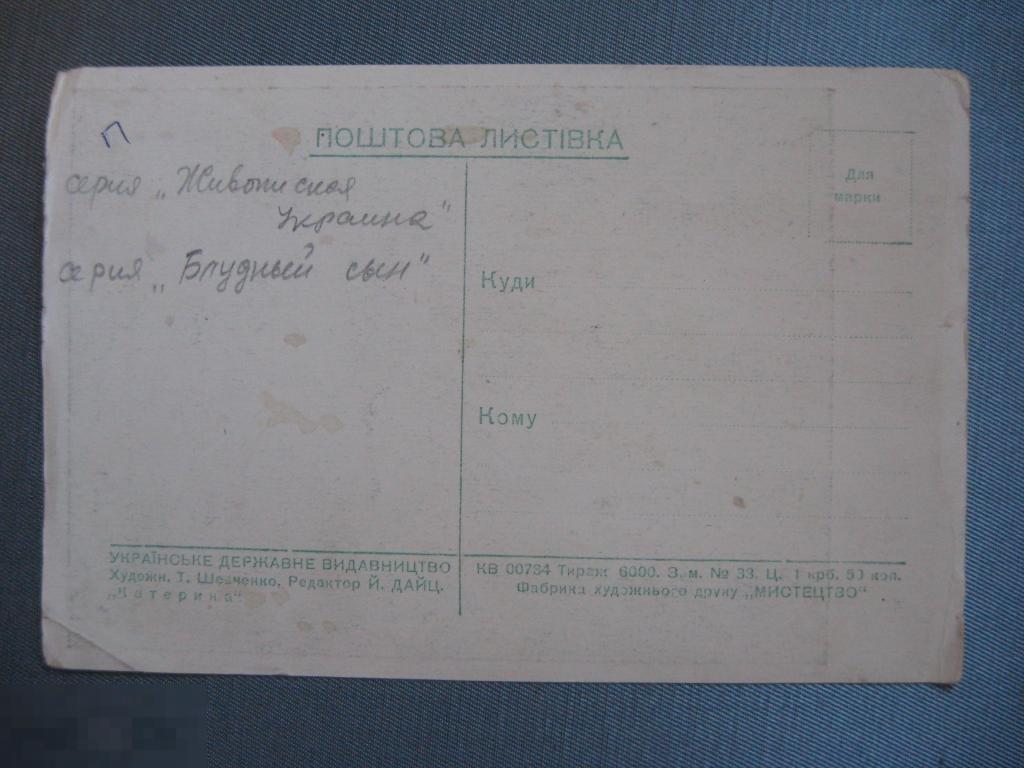 П
ПОШТОВА ЛИСТІВКА
серия „Живописная
Украина"
серия „Блудный сын"
Для
марки
Куди
Кому
УКРАЇНСЬКЕ ДЕРЖАВНЕ ВИДАВНИЦТВО
Художн. Т. Шевченко, Редактор Й. ДАЙЦ.
„Катерина"
КВ 00784 Тираж 6000. Зам. № 33. Ц. 1 крб. 50 коп.
Фабрика художнього друку „МИСТЕЦТВО"